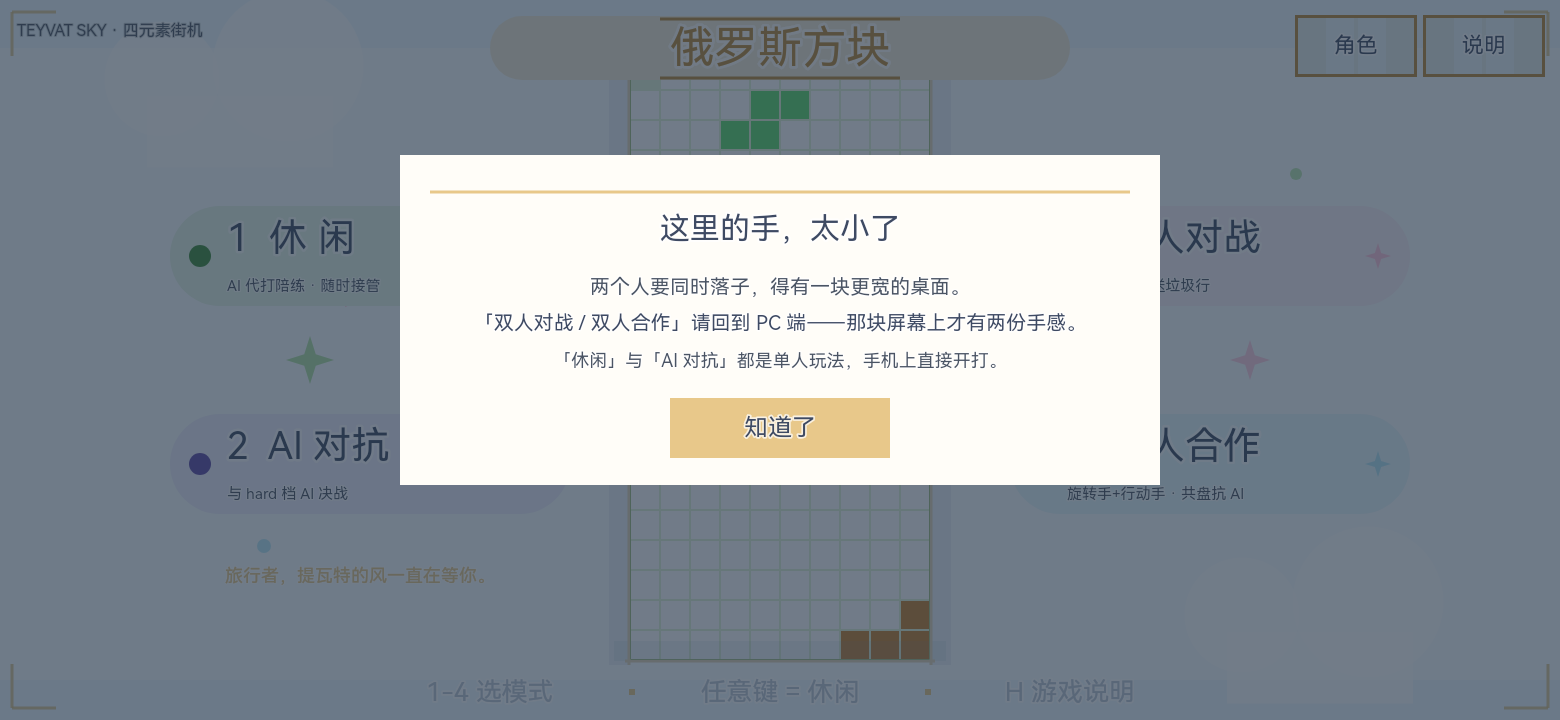 TEYVAT SKY · 四元素街机
俄罗斯方块
角色
说明
这里的手，太小了
两个人要同时落子，得有一块更宽的桌面。
「双人对战 / 双人合作」请回到 PC 端——那块屏幕上才有两份手感。
「休闲」与「AI 对抗」都是单人玩法，手机上直接开打。
知道了
1 休 闲
AI 代打陪练 · 随时接管
人对战
垃圾行
2 AI 对抗
与 hard 档 AI 决战
人合作
旋转手+行动手 · 共盘抗 AI
旅行者，提瓦特的风一直在等你。
1-4 选模式
任意键 = 休闲
H 游戏说明